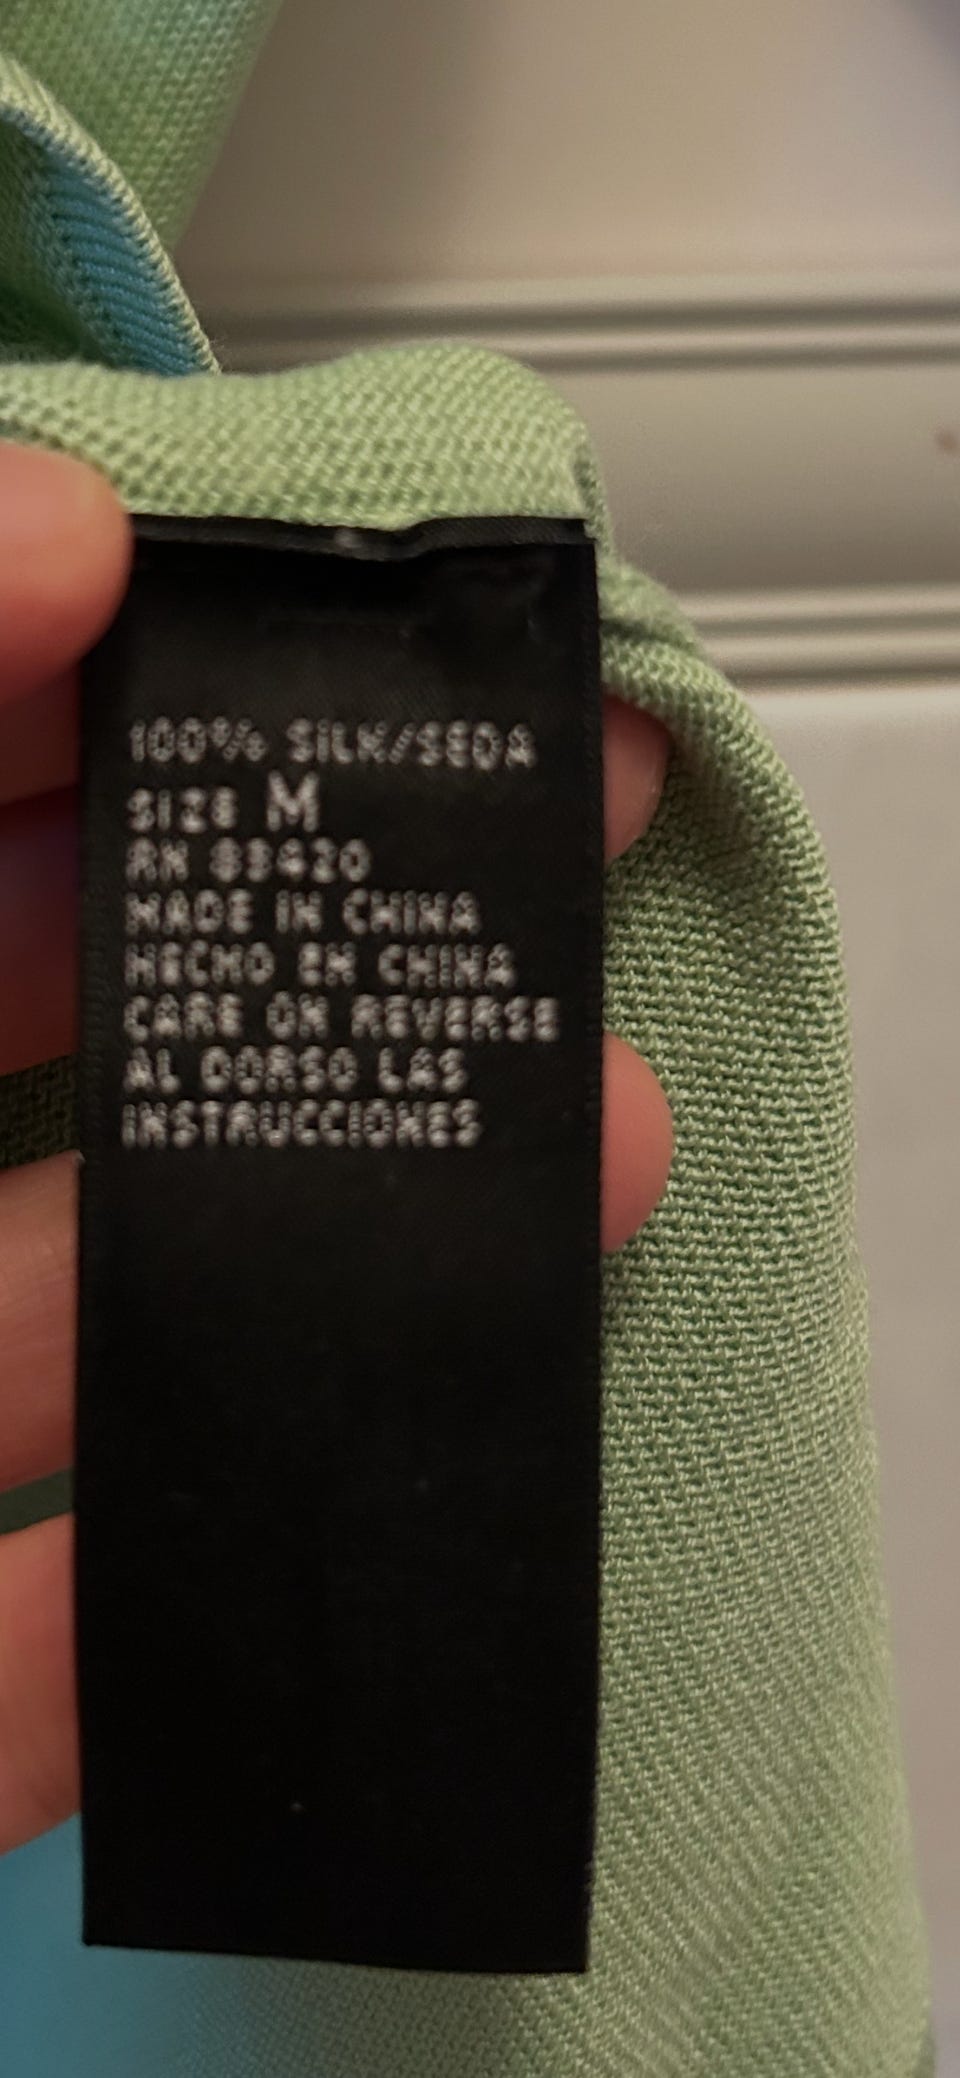 100% SILK/SEDA
SIZE M
RN 83420
MADE IN CHINA
HECHO EN CHINA
CARE ON REVERSE
AL DORSO LAS
INSTRUCCIONES